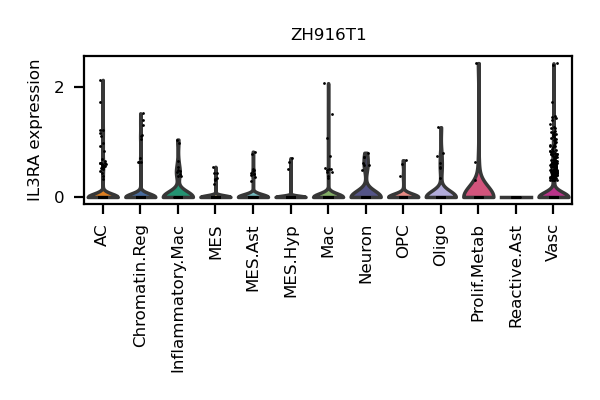 ZH916T1
IL3RA expression
2
0
AC
Chromatin.Reg
Inflammatory.Mac
MES
MES.Ast
MES.Hyp
Mac
Neuron
OPC
Oligo
Prolif.Metab
Reactive.Ast
Vasc